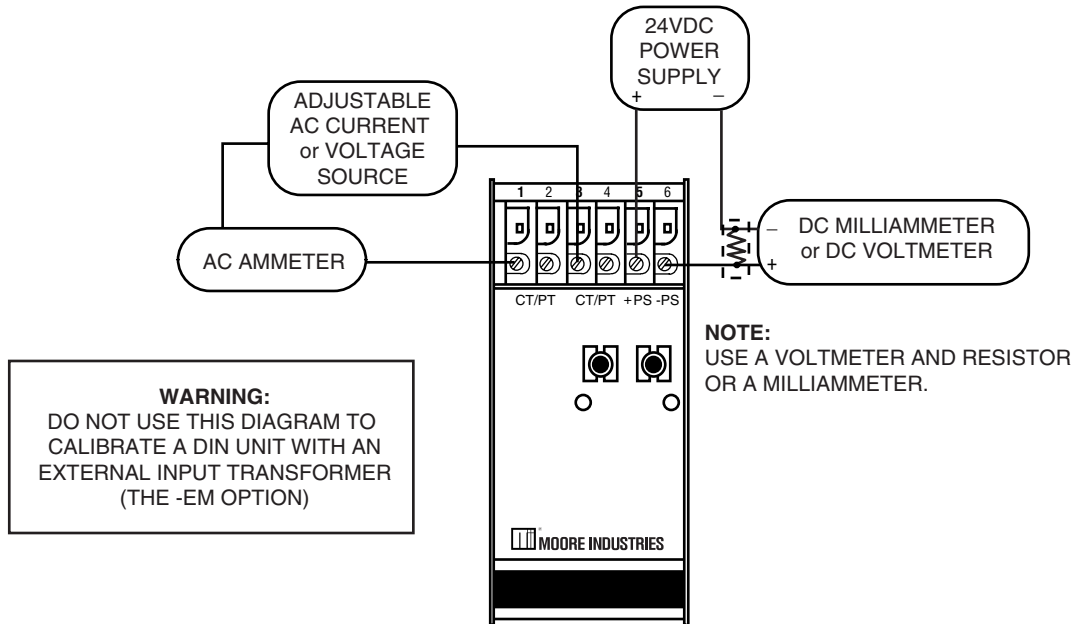 24VDC
POWER
SUPPLY
+ −
ADJUSTABLE
AC CURRENT
or VOLTAGE
SOURCE
1 2 3 4 5 6
−
DC MILLIAMMETER
or DC VOLTMETER
+
AC AMMETER
CT/PT CT/PT +PS -PS
NOTE:
USE A VOLTMETER AND RESISTOR
OR A MILLIAMMETER.
WARNING:
DO NOT USE THIS DIAGRAM TO
CALIBRATE A DIN UNIT WITH AN
EXTERNAL INPUT TRANSFORMER
(THE -EM OPTION)
MOORE INDUSTRIES